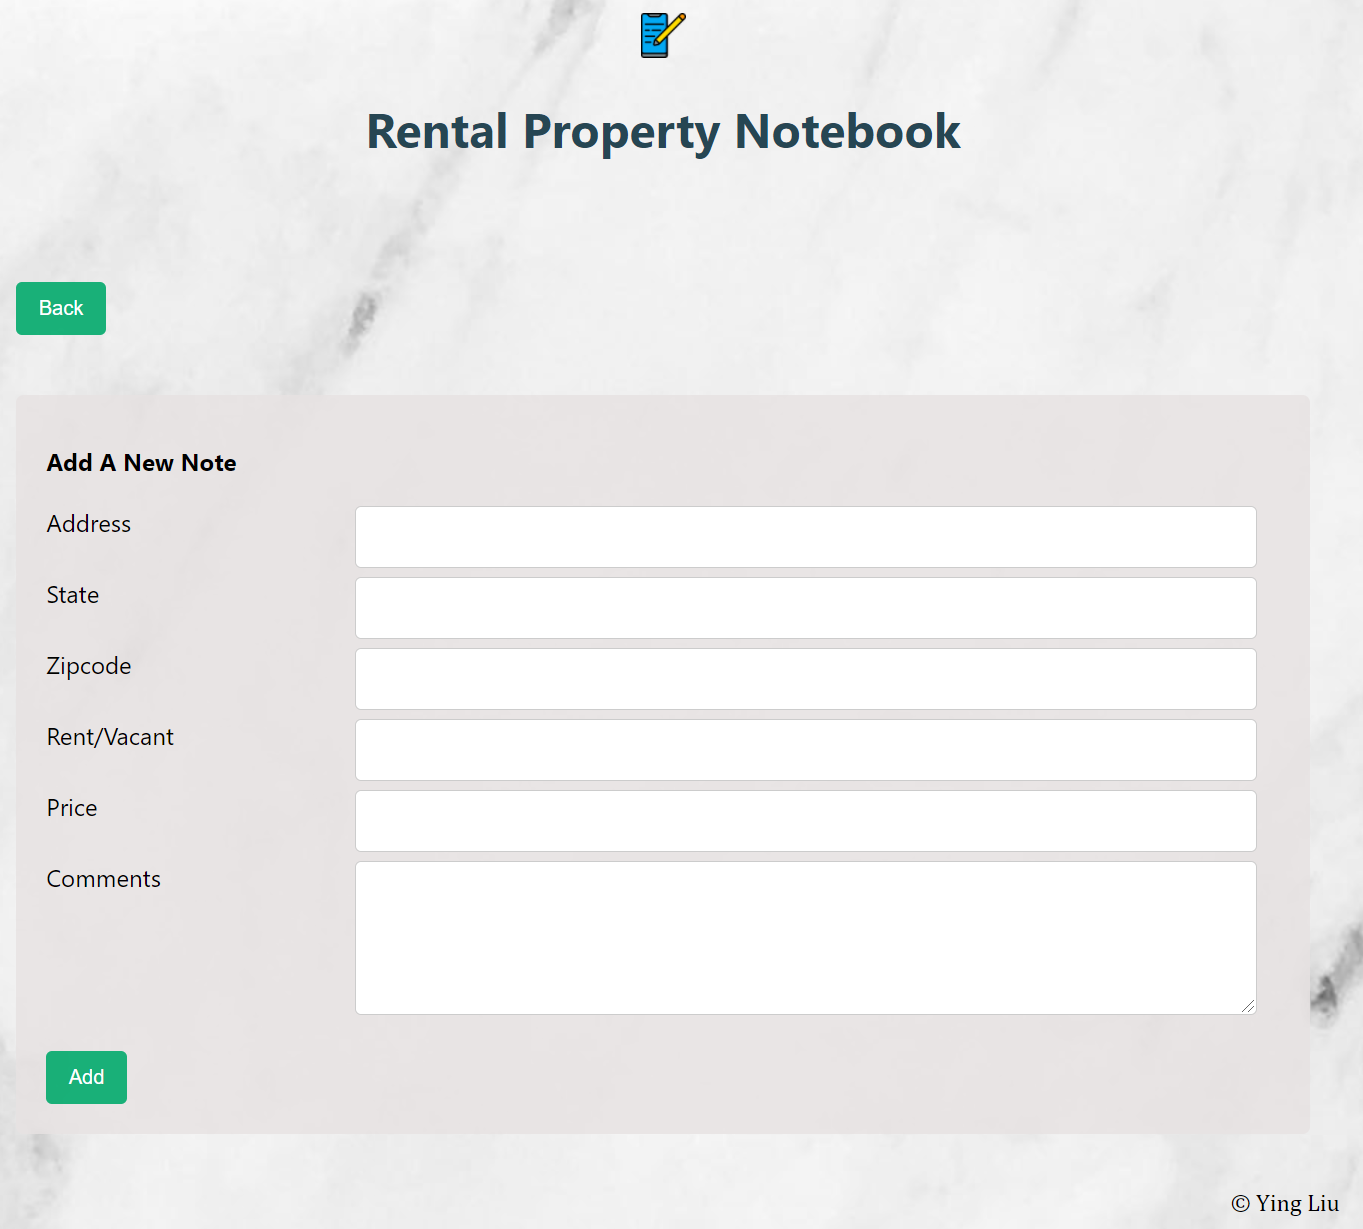 Rental Property Notebook
Back
Add A New Note
Address
State
Zipcode
Rent/Vacant
Price
Comments
Add
© Ying Liu